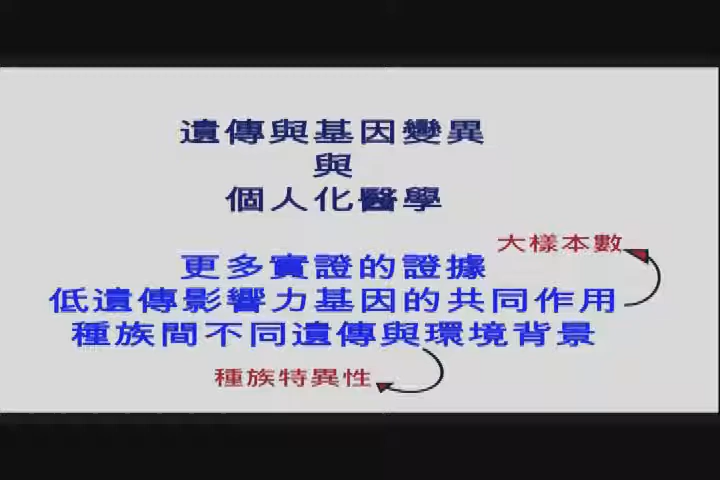 遺傳與基因變異
與
個人化醫學
大樣本數
更多實證的證據
低遺傳影響力基因的共同作用
種族間不同遺傳與環境背景
種族特異性